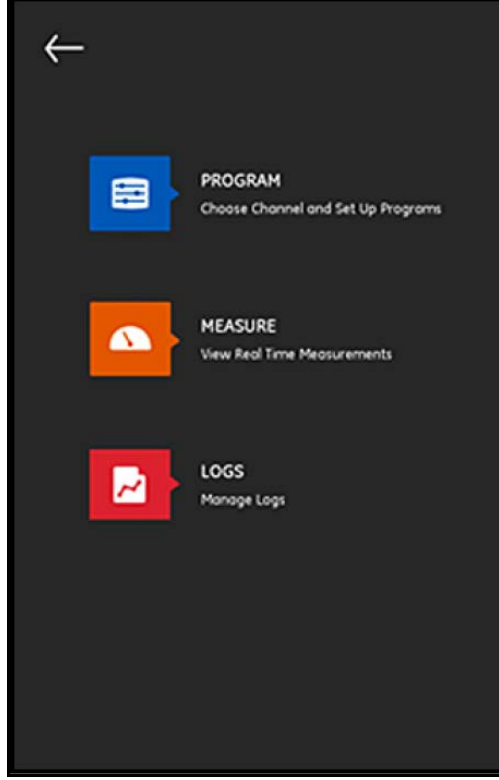 PROGRAM
Choose Channel and Set Up Programs
MEASURE
View Real Time Measurements
LOGS
Manage Logs